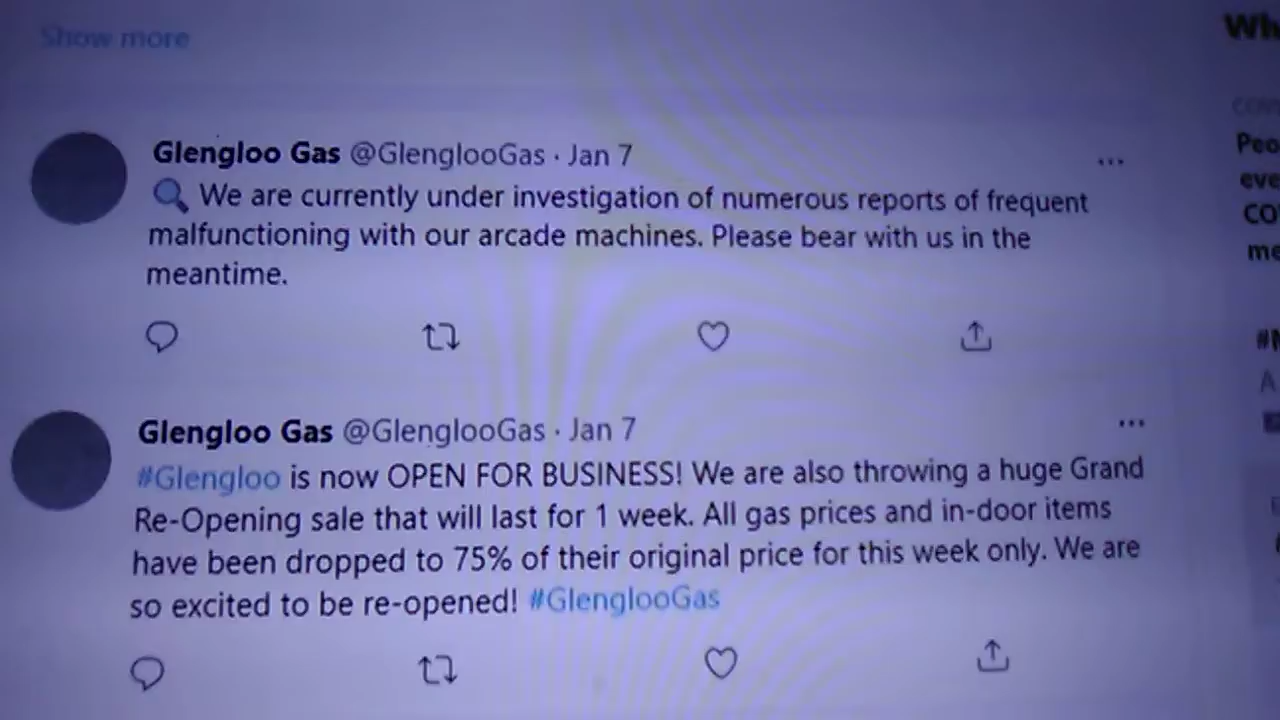 Show more
Glengloo Gas @GlenglooGas · Jan 7
🔍 We are currently under investigation of numerous reports of frequent
malfunctioning with our arcade machines. Please bear with us in the
meantime.
Glengloo Gas @GlenglooGas · Jan 7
#Glengloo is now OPEN FOR BUSINESS! We are also throwing a huge Grand
Re-Opening sale that will last for 1 week. All gas prices and in-door items
have been dropped to 75% of their original price for this week only. We are
so excited to be re-opened! #GlenglooGas